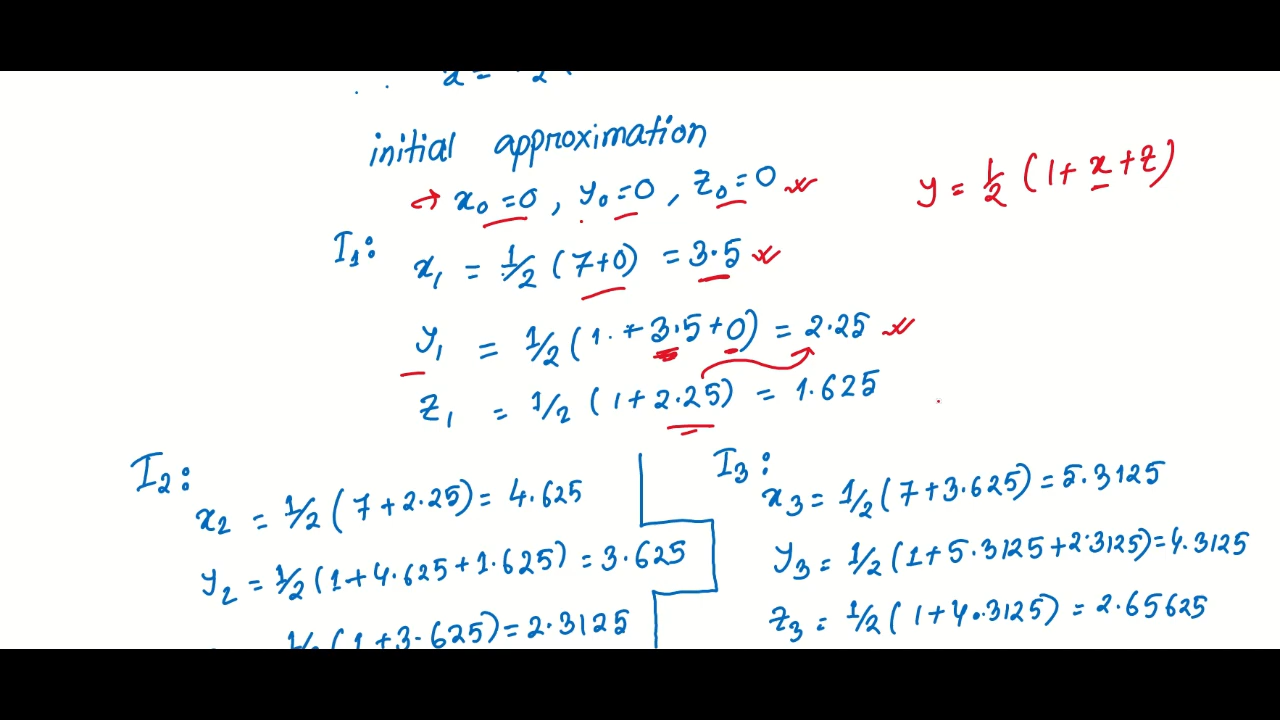 initial approximation
→ x₀ = 0, y₀ = 0, z₀ = 0
y = 1/2 (1 + x + z)
I₁:
x₁ = 1/2 (7+0) = 3.5
y₁ = 1/2 (1 + 3.5 + 0) = 2.25
z₁ = 1/2 (1 + 2.25) = 1.625
I₂:
x₂ = 1/2 (7 + 2.25) = 4.625
y₂ = 1/2 (1 + 4.625 + 1.625) = 3.625
1/2 (1 + 3.625) = 2.3125
I₃:
x₃ = 1/2 (7 + 3.625) = 5.3125
y₃ = 1/2 (1 + 5.3125 + 2.3125) = 4.3125
z₃ = 1/2 (1 + 4.3125) = 2.65625